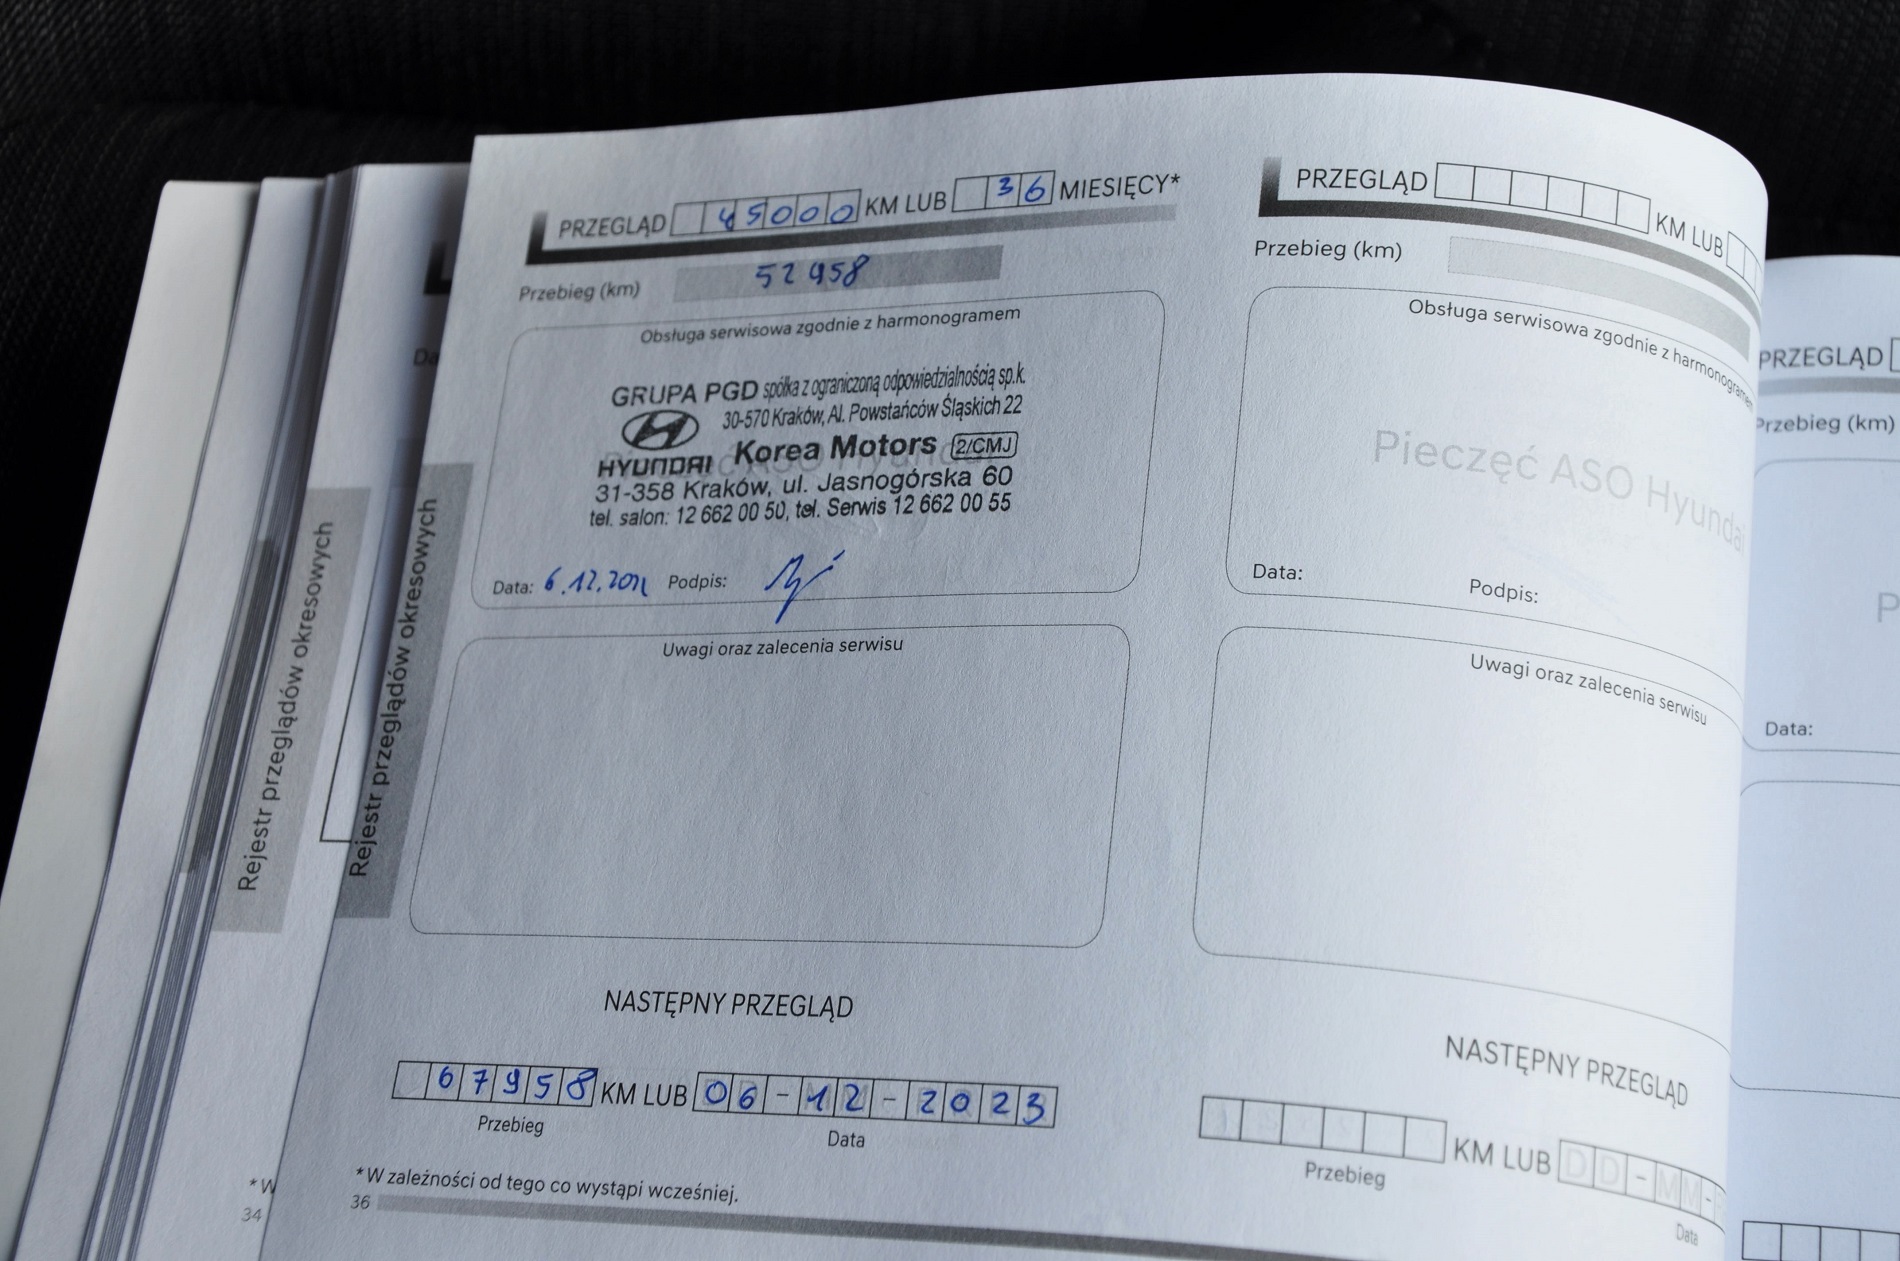 PRZEGLĄD 45000 KM LUB 36 MIESIĘCY*
Przebieg (km) 52958
Obsługa serwisowa zgodnie z harmonogramem
GRUPA PGD spółka z ograniczoną odpowiedzialnością sp.k.
30-570 Kraków, Al. Powstańców Śląskich 22
HYUNDAI Korea Motors 2/CMJ
31-358 Kraków, ul. Jasnogórska 60
tel. salon: 12 662 00 50, tel. Serwis 12 662 00 55
Data: 6.12.2022 Podpis:
Uwagi oraz zalecenia serwisu
NASTĘPNY PRZEGLĄD
67958 KM LUB 06-12-2023
Przebieg Data
*W zależności od tego co wystąpi wcześniej.
36
Rejestr przeglądów okresowych
Rejestr przeglądów okresowych
Da
*W
34
PRZEGLĄD KM LUB
Przebieg (km)
Obsługa serwisowa zgodnie z harmonogramem
Pieczęć ASO Hyundai
Data: Podpis:
Uwagi oraz zalecenia serwisu
NASTĘPNY PRZEGLĄD
KM LUB DD-MM-
Przebieg Data
PRZEGLĄD
Przebieg (km)
P
Data: